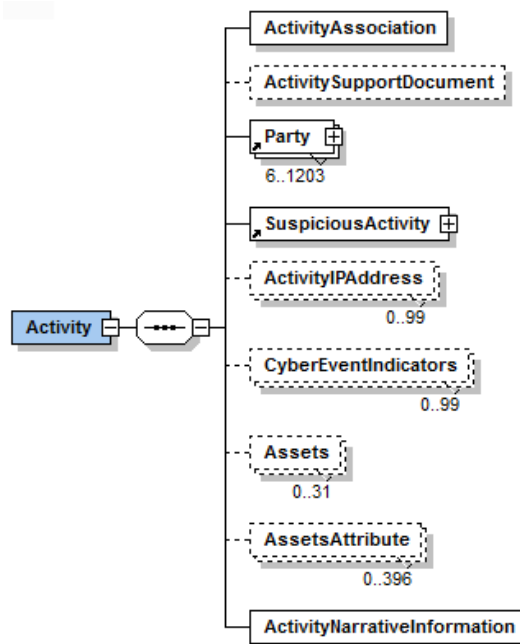 ActivityAssociation
ActivitySupportDocument
Party
6..1203
SuspiciousActivity
ActivityIPAddress
0..99
Activity
CyberEventIndicators
0..99
Assets
0..31
AssetsAttribute
0..396
ActivityNarrativeInformation